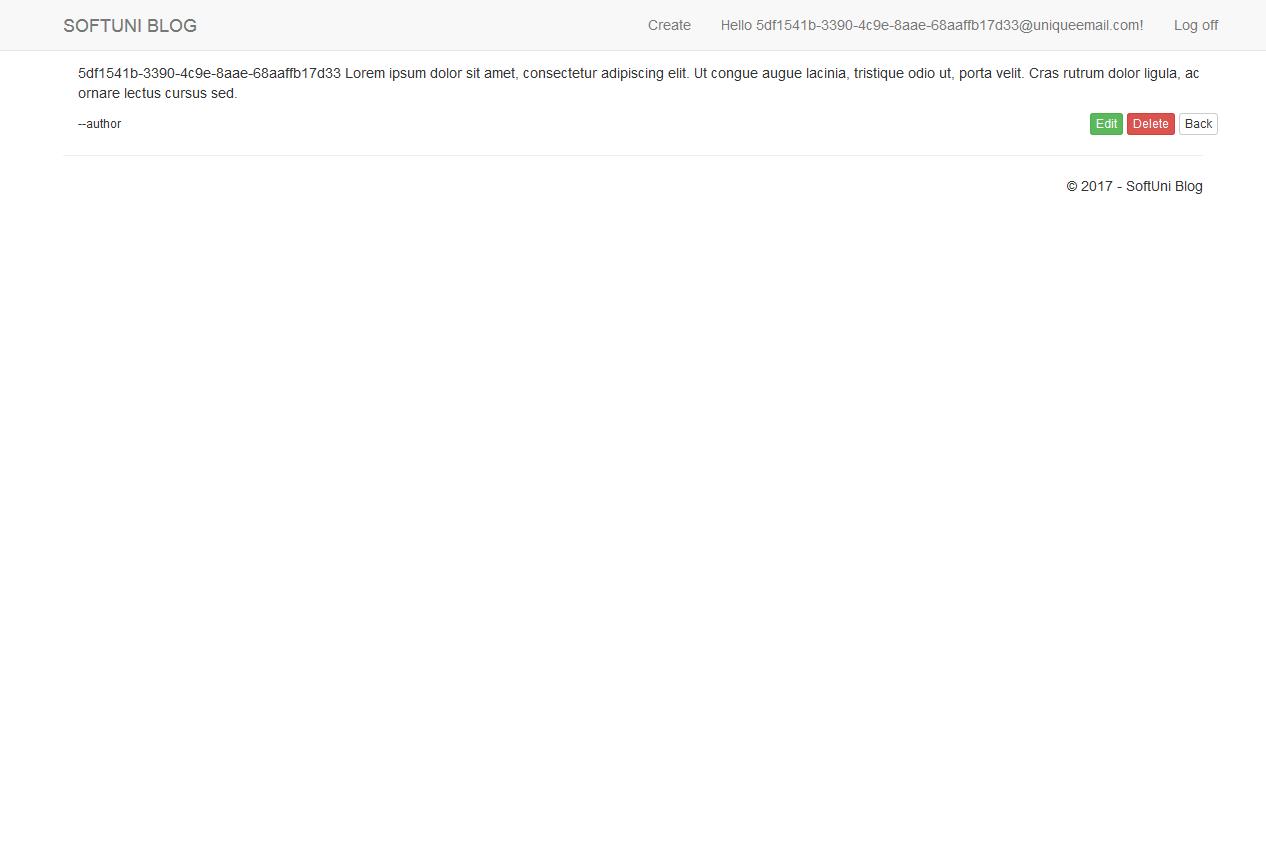 SOFTUNI BLOG Create Hello 5df1541b-3390-4c9e-8aae-68aaffb17d33@uniqueemail.com! Log off
5df1541b-3390-4c9e-8aae-68aaffb17d33 Lorem ipsum dolor sit amet, consectetur adipiscing elit. Ut congue augue lacinia, tristique odio ut, porta velit. Cras rutrum dolor ligula, ac
ornare lectus cursus sed.
--author Edit Delete Back
© 2017 - SoftUni Blog